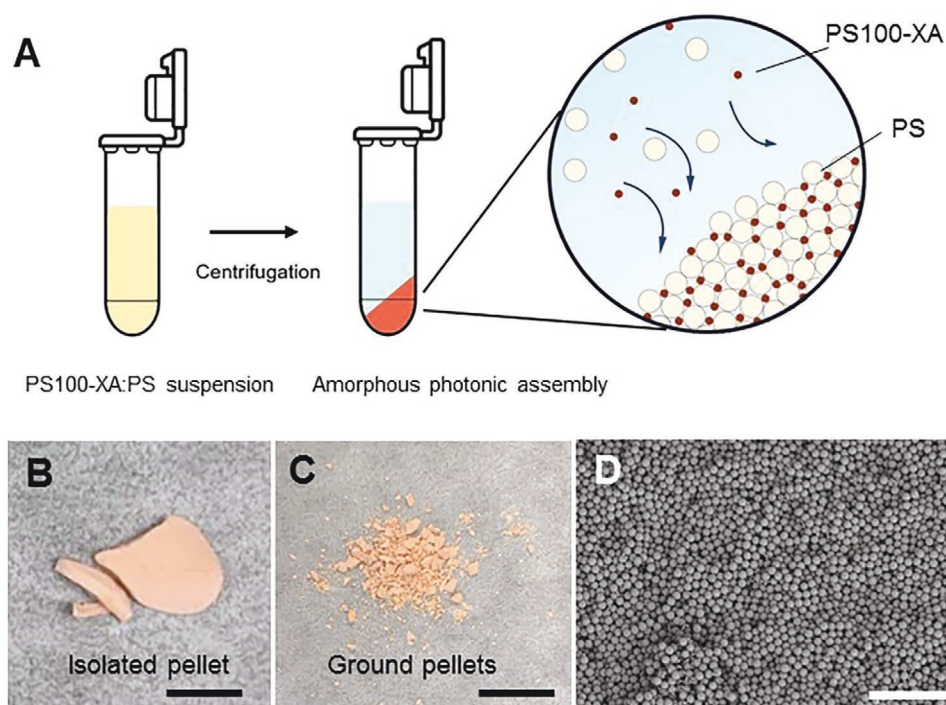 A
PS100-XA
PS
Centrifugation
PS100-XA:PS suspension
Amorphous photonic assembly
B
Isolated pellet
C
Ground pellets
D